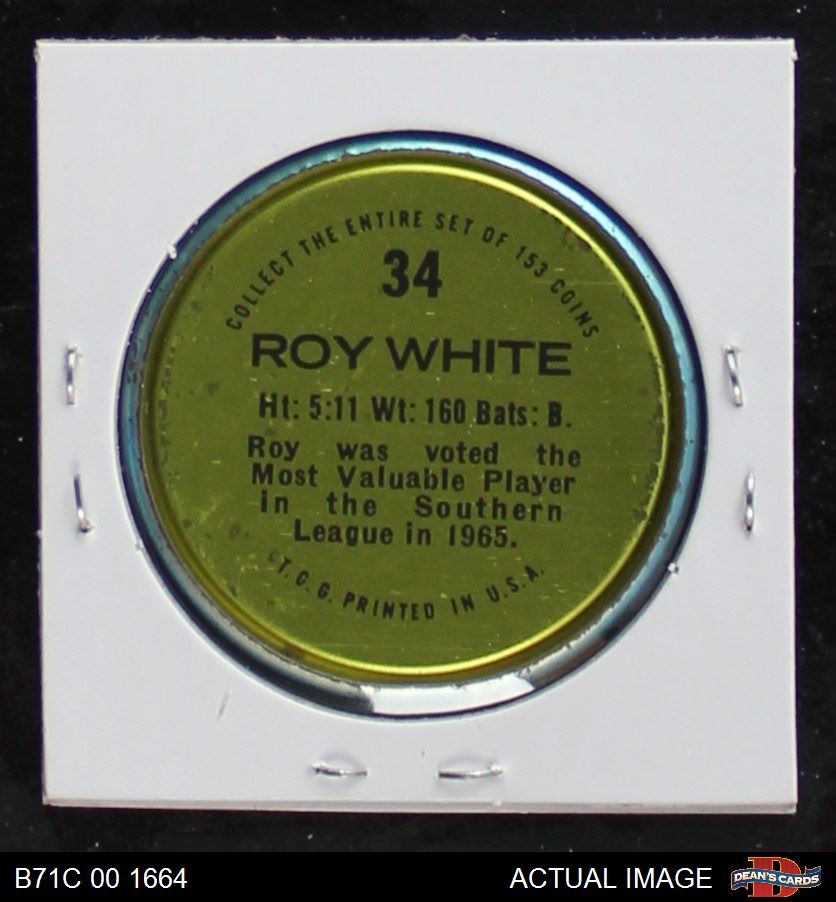 COLLECT THE ENTIRE SET OF 153 COINS
34
ROY WHITE
Ht: 5:11 Wt: 160 Bats: B.
Roy was voted the
Most Valuable Player
in the Southern
League in 1965.
©T.C.G. PRINTED IN U.S.A.
B71C 00 1664
ACTUAL IMAGE
DEAN'S CARDS